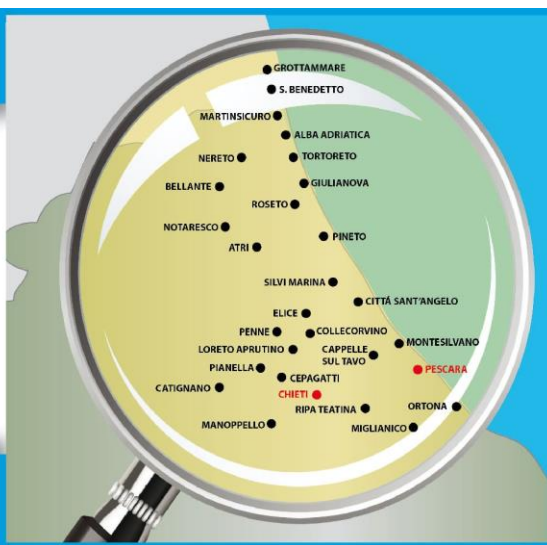 GROTTAMMARE
S. BENEDETTO
MARTINSICURO
ALBA ADRIATICA
NERETO
TORTORETO
BELLANTE
GIULIANOVA
ROSETO
NOTARESCO
PINETO
ATRI
SILVI MARINA
CITTÁ SANT'ANGELO
ELICE
PENNE
COLLECORVINO
MONTESILVANO
LORETO APRUTINO
CAPPELLE
SUL TAVO
PIANELLA
PESCARA
CEPAGATTI
CATIGNANO
CHIETI
RIPA TEATINA
ORTONA
MANOPPELLO
MIGLIANICO